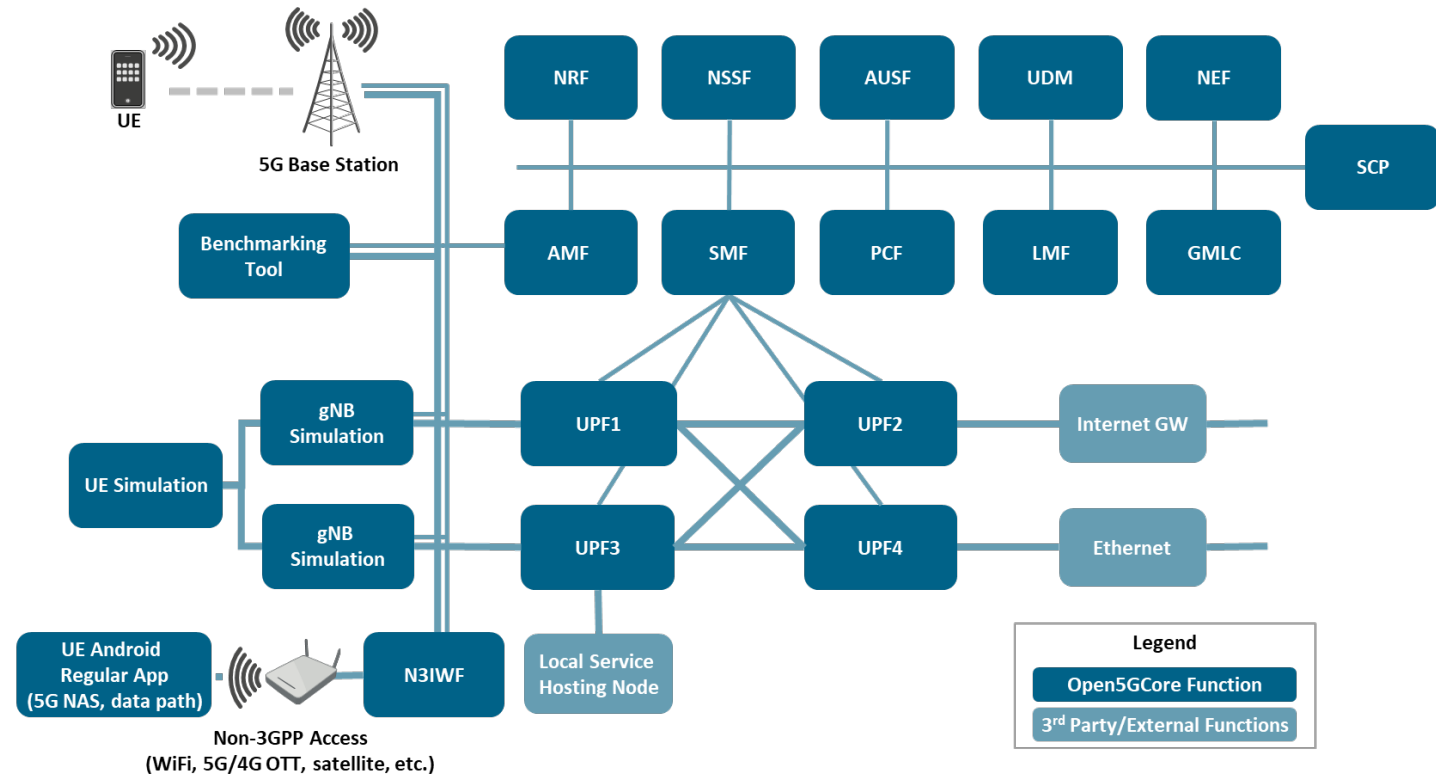 UE
5G Base Station
NRF
NSSF
AUSF
UDM
NEF
SCP
Benchmarking
Tool
AMF
SMF
PCF
LMF
GMLC
gNB
Simulation
UPF1
UPF2
Internet GW
UE Simulation
gNB
Simulation
UPF3
UPF4
Ethernet
UE Android
Regular App
(5G NAS, data path)
N3IWF
Local Service
Hosting Node
Non-3GPP Access
(WiFi, 5G/4G OTT, satellite, etc.)
Legend
Open5GCore Function
3rd Party/External Functions